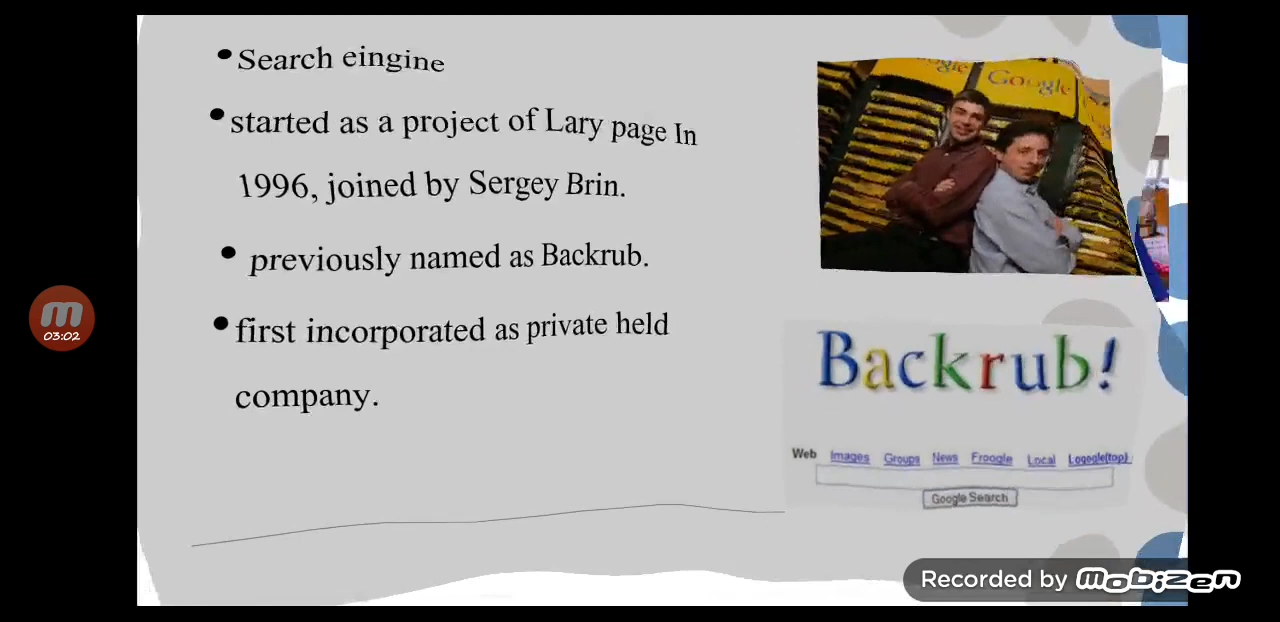 Search eingine
started as a project of Lary page In
1996, joined by Sergey Brin.
previously named as Backrub.
first incorporated as private held
company.
Google
Backrub!
Web Images Groups News Froogle Local Logoogle(top)
Google Search
03:02
Recorded by mobizen